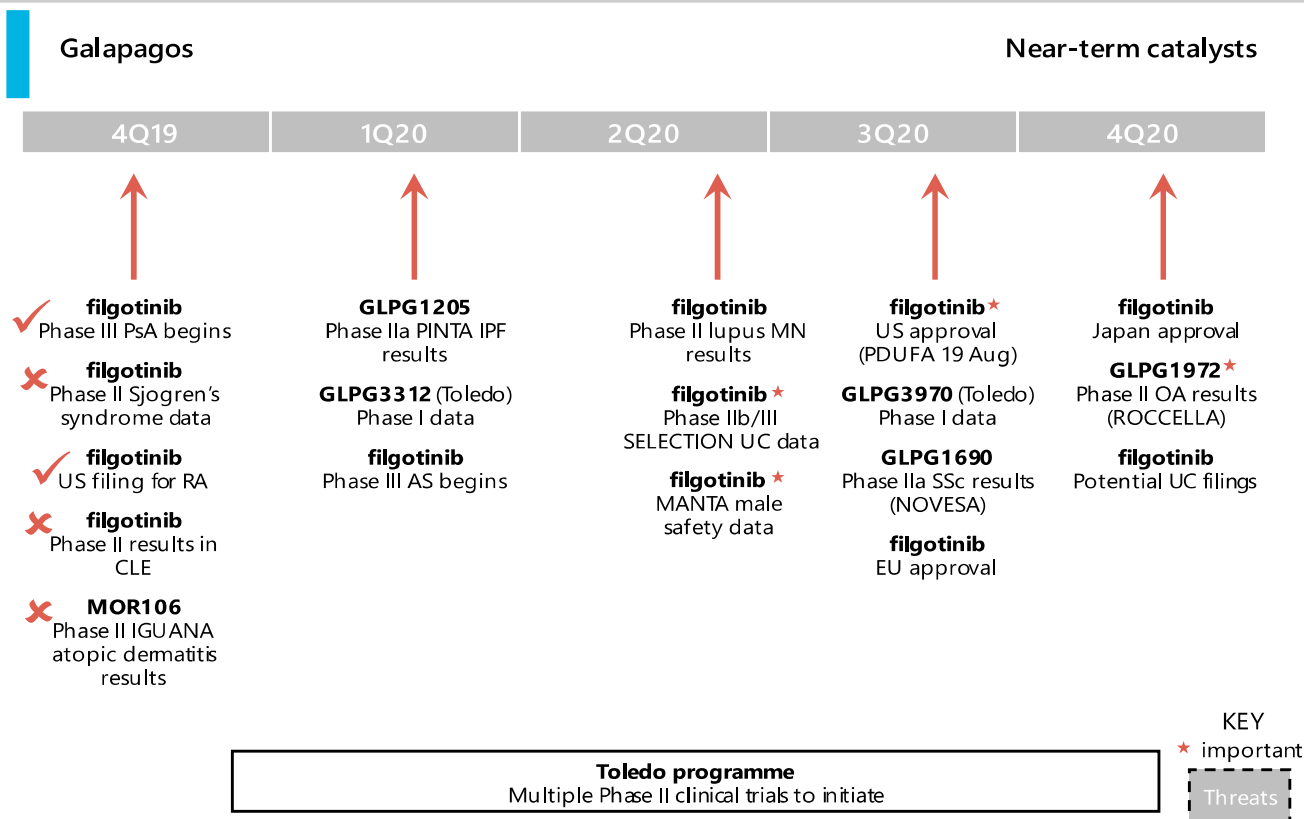 Galapagos
Near-term catalysts
4Q19
1Q20
2Q20
3Q20
4Q20
filgotinib
Phase III PsA begins
filgotinib
Phase II Sjogren's
syndrome data
filgotinib
US filing for RA
filgotinib
Phase II results in
CLE
MOR106
Phase II IGUANA
atopic dermatitis
results
GLPG1205
Phase IIa PINTA IPF
results
GLPG3312 (Toledo)
Phase I data
filgotinib
Phase III AS begins
filgotinib
Phase II lupus MN
results
filgotinib ★
Phase IIb/III
SELECTION UC data
filgotinib ★
MANTA male
safety data
filgotinib ★
US approval
(PDUFA 19 Aug)
GLPG3970 (Toledo)
Phase I data
GLPG1690
Phase IIa SSc results
(NOVESA)
filgotinib
EU approval
filgotinib
Japan approval
GLPG1972 ★
Phase II OA results
(ROCCELLA)
filgotinib
Potential UC filings
Toledo programme
Multiple Phase II clinical trials to initiate
KEY
★ important
Threats